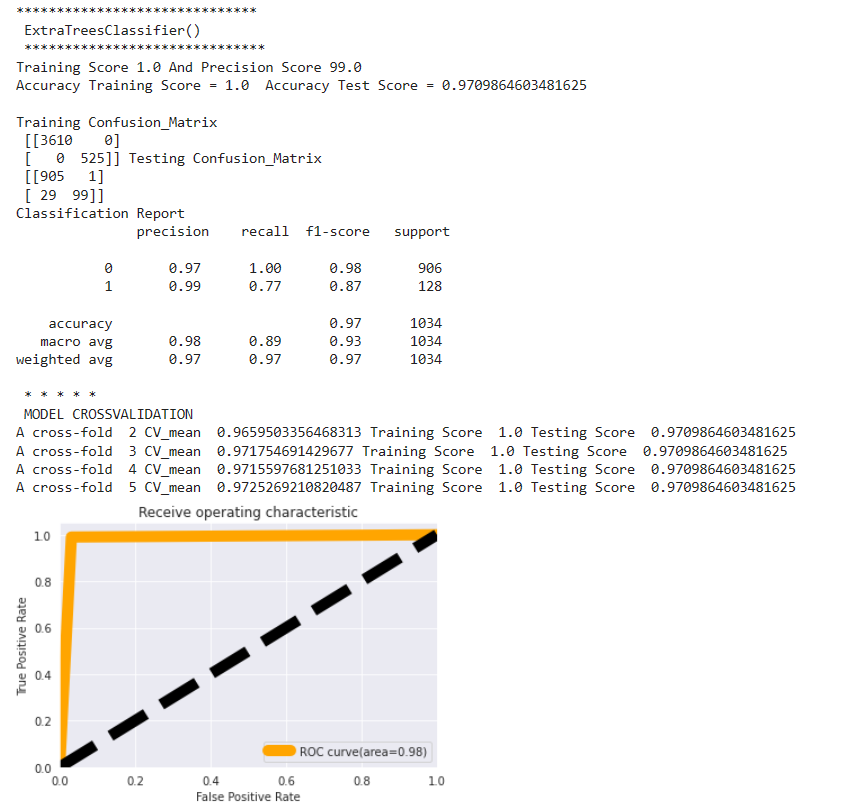 ******************************
ExtraTreesClassifier()
******************************
Training Score 1.0 And Precision Score 99.0
Accuracy Training Score = 1.0  Accuracy Test Score = 0.9709864603481625

Training Confusion_Matrix
 [[3610    0]
 [   0  525]] Testing Confusion_Matrix
 [[905   1]
 [ 29  99]]
Classification Report
               precision    recall  f1-score   support

           0       0.97      1.00      0.98       906
           1       0.99      0.77      0.87       128

    accuracy                           0.97      1034
   macro avg       0.98      0.89      0.93      1034
weighted avg       0.97      0.97      0.97      1034

 * * * * *
 MODEL CROSSVALIDATION
A cross-fold  2 CV_mean  0.9659503356468313 Training Score  1.0 Testing Score  0.9709864603481625
A cross-fold  3 CV_mean  0.971754691429677 Training Score  1.0 Testing Score  0.9709864603481625
A cross-fold  4 CV_mean  0.9715597681251033 Training Score  1.0 Testing Score  0.9709864603481625
A cross-fold  5 CV_mean  0.9725269210820487 Training Score  1.0 Testing Score  0.9709864603481625
Receive operating characteristic
True Positive Rate
1.0
0.8
0.6
0.4
0.2
0.0
ROC curve(area=0.98)
0.0 0.2 0.4 0.6 0.8 1.0
False Positive Rate